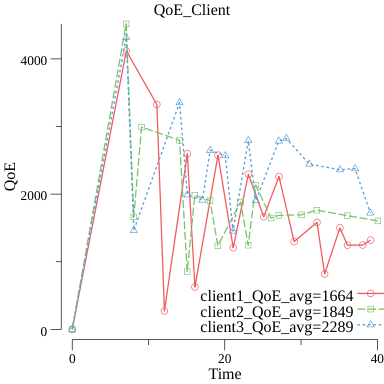 QoE_Client
4000
2000
0
QoE
client1_QoE_avg=1664
client2_QoE_avg=1849
client3_QoE_avg=2289
0
20
40
Time